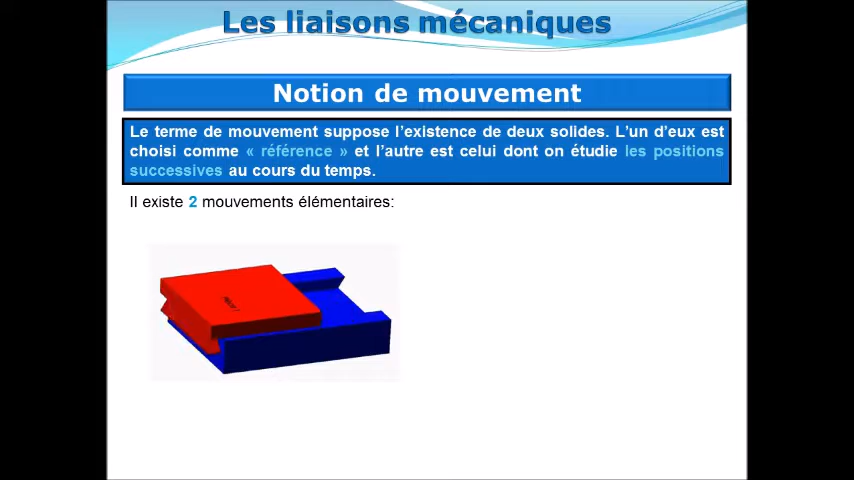 Les liaisons mécaniques
Notion de mouvement
Le terme de mouvement suppose l'existence de deux solides. L'un d'eux est
choisi comme « référence » et l'autre est celui dont on étudie les positions
successives au cours du temps.
Il existe 2 mouvements élémentaires: